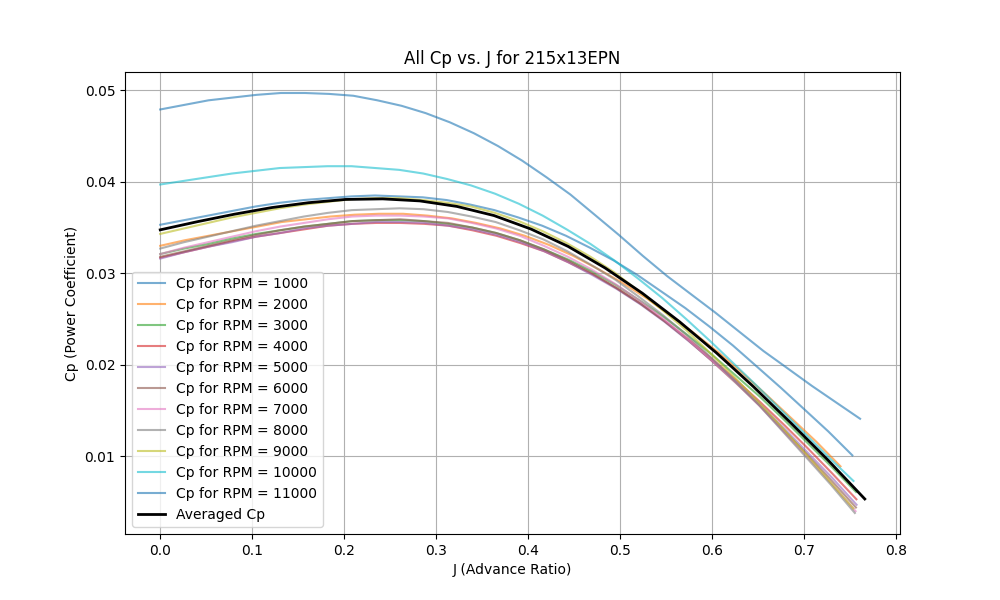 All Cp vs. J for 215x13EPN
Cp (Power Coefficient)
0.05
0.04
0.03
0.02
0.01
Cp for RPM = 1000
Cp for RPM = 2000
Cp for RPM = 3000
Cp for RPM = 4000
Cp for RPM = 5000
Cp for RPM = 6000
Cp for RPM = 7000
Cp for RPM = 8000
Cp for RPM = 9000
Cp for RPM = 10000
Cp for RPM = 11000
Averaged Cp
0.0 0.1 0.2 0.3 0.4 0.5 0.6 0.7 0.8
J (Advance Ratio)